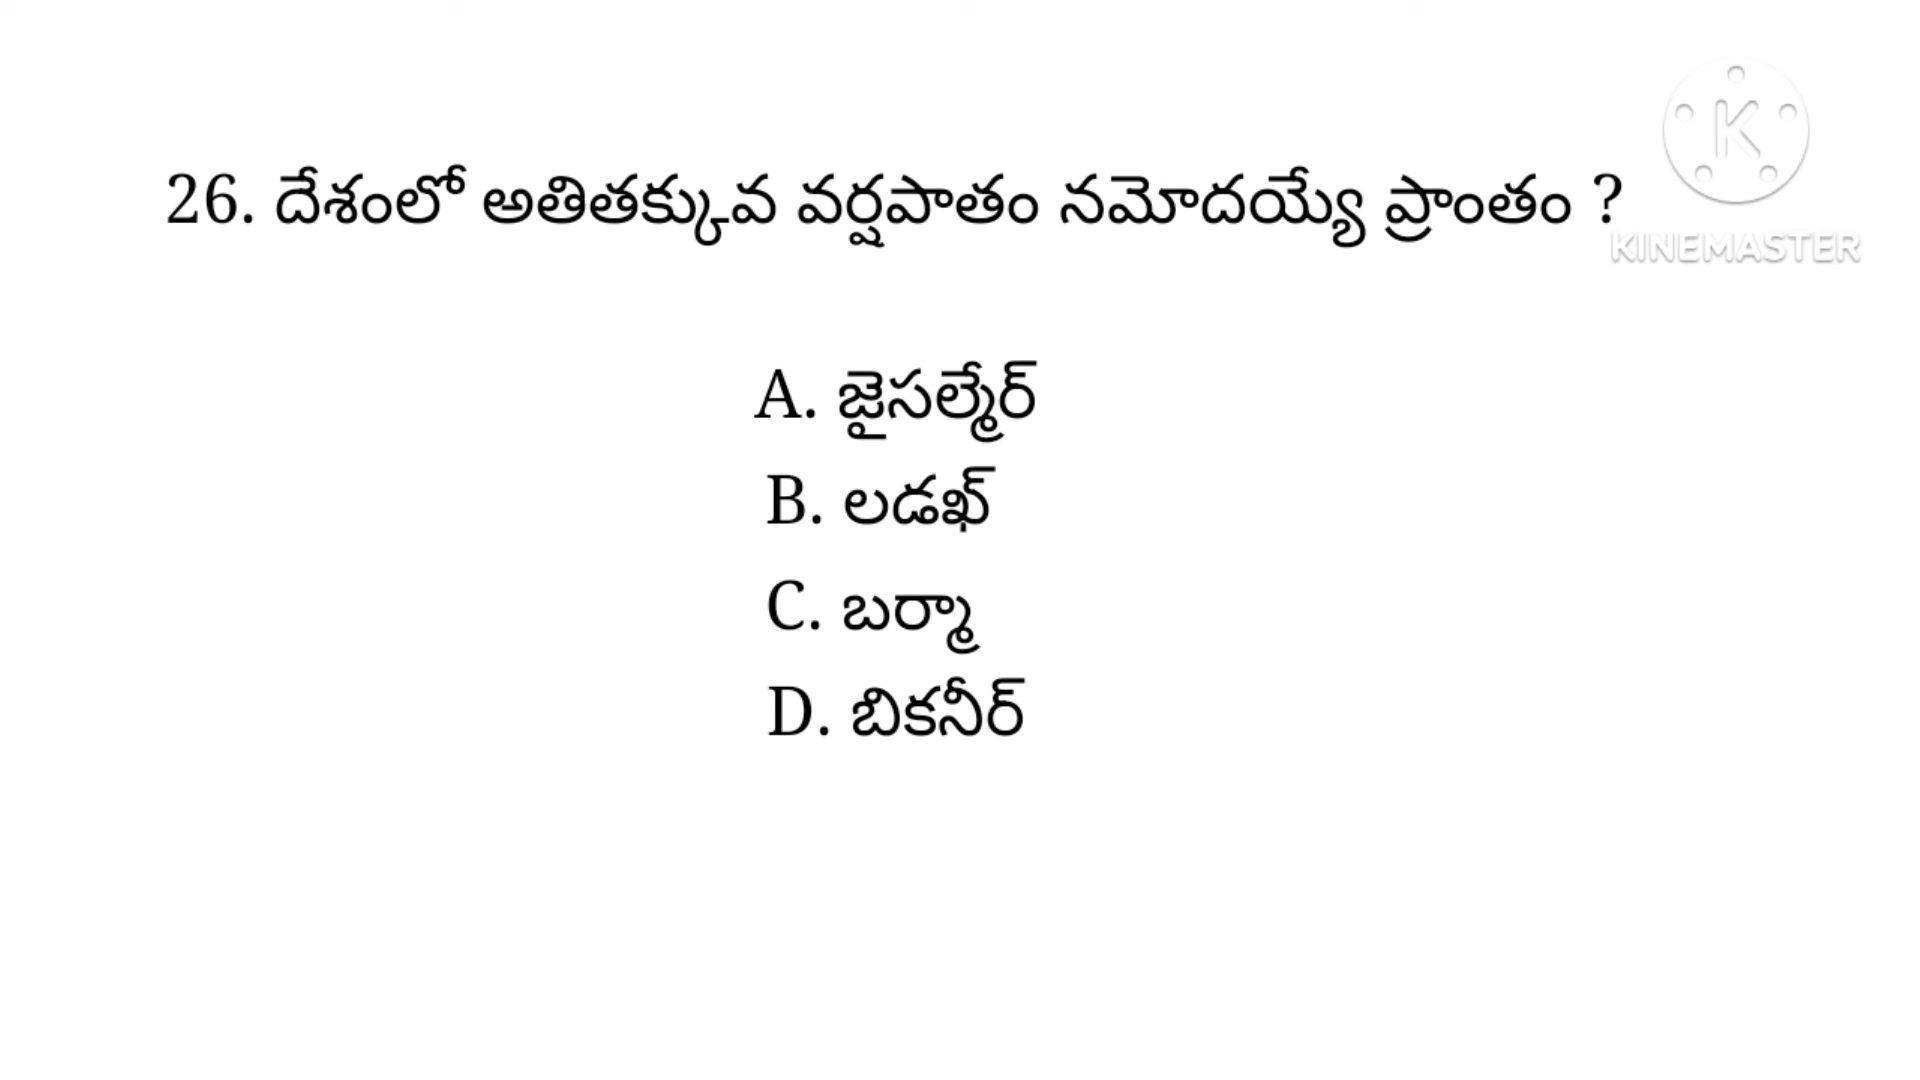 26. దేశంలో అతితక్కువ వర్షపాతం నమోదయ్యే ప్రాంతం ?
K
KINEMASTER
A. జైసల్మేర్
B. లడఖ్
C. బర్మా
D. బికనీర్